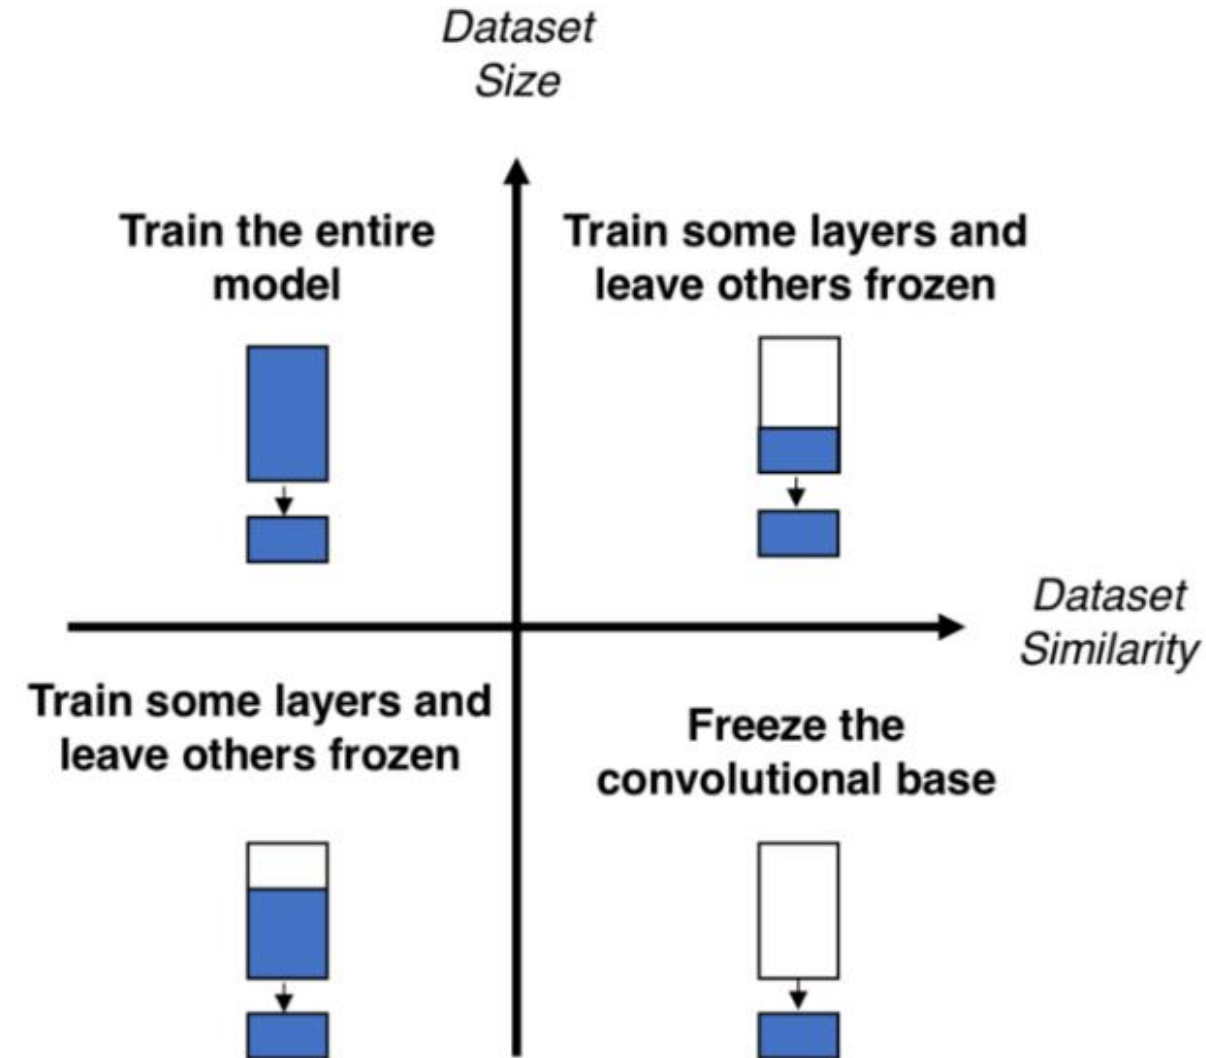 Dataset
Size
Train the entire
model
Train some layers and
leave others frozen
Dataset
Similarity
Train some layers and
leave others frozen
Freeze the
convolutional base